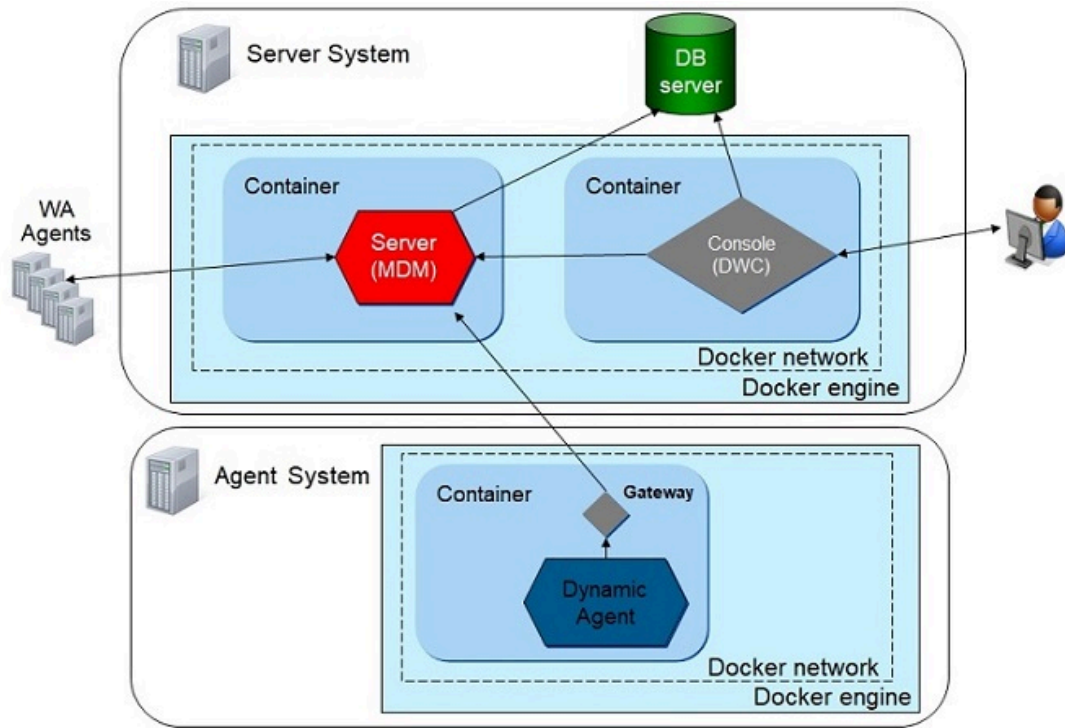 Server System
DB
server
Container
Container
WA
Agents
Server
(MDM)
Console
(DWC)
Docker network
Docker engine
Agent System
Container
Gateway
Dynamic
Agent
Docker network
Docker engine